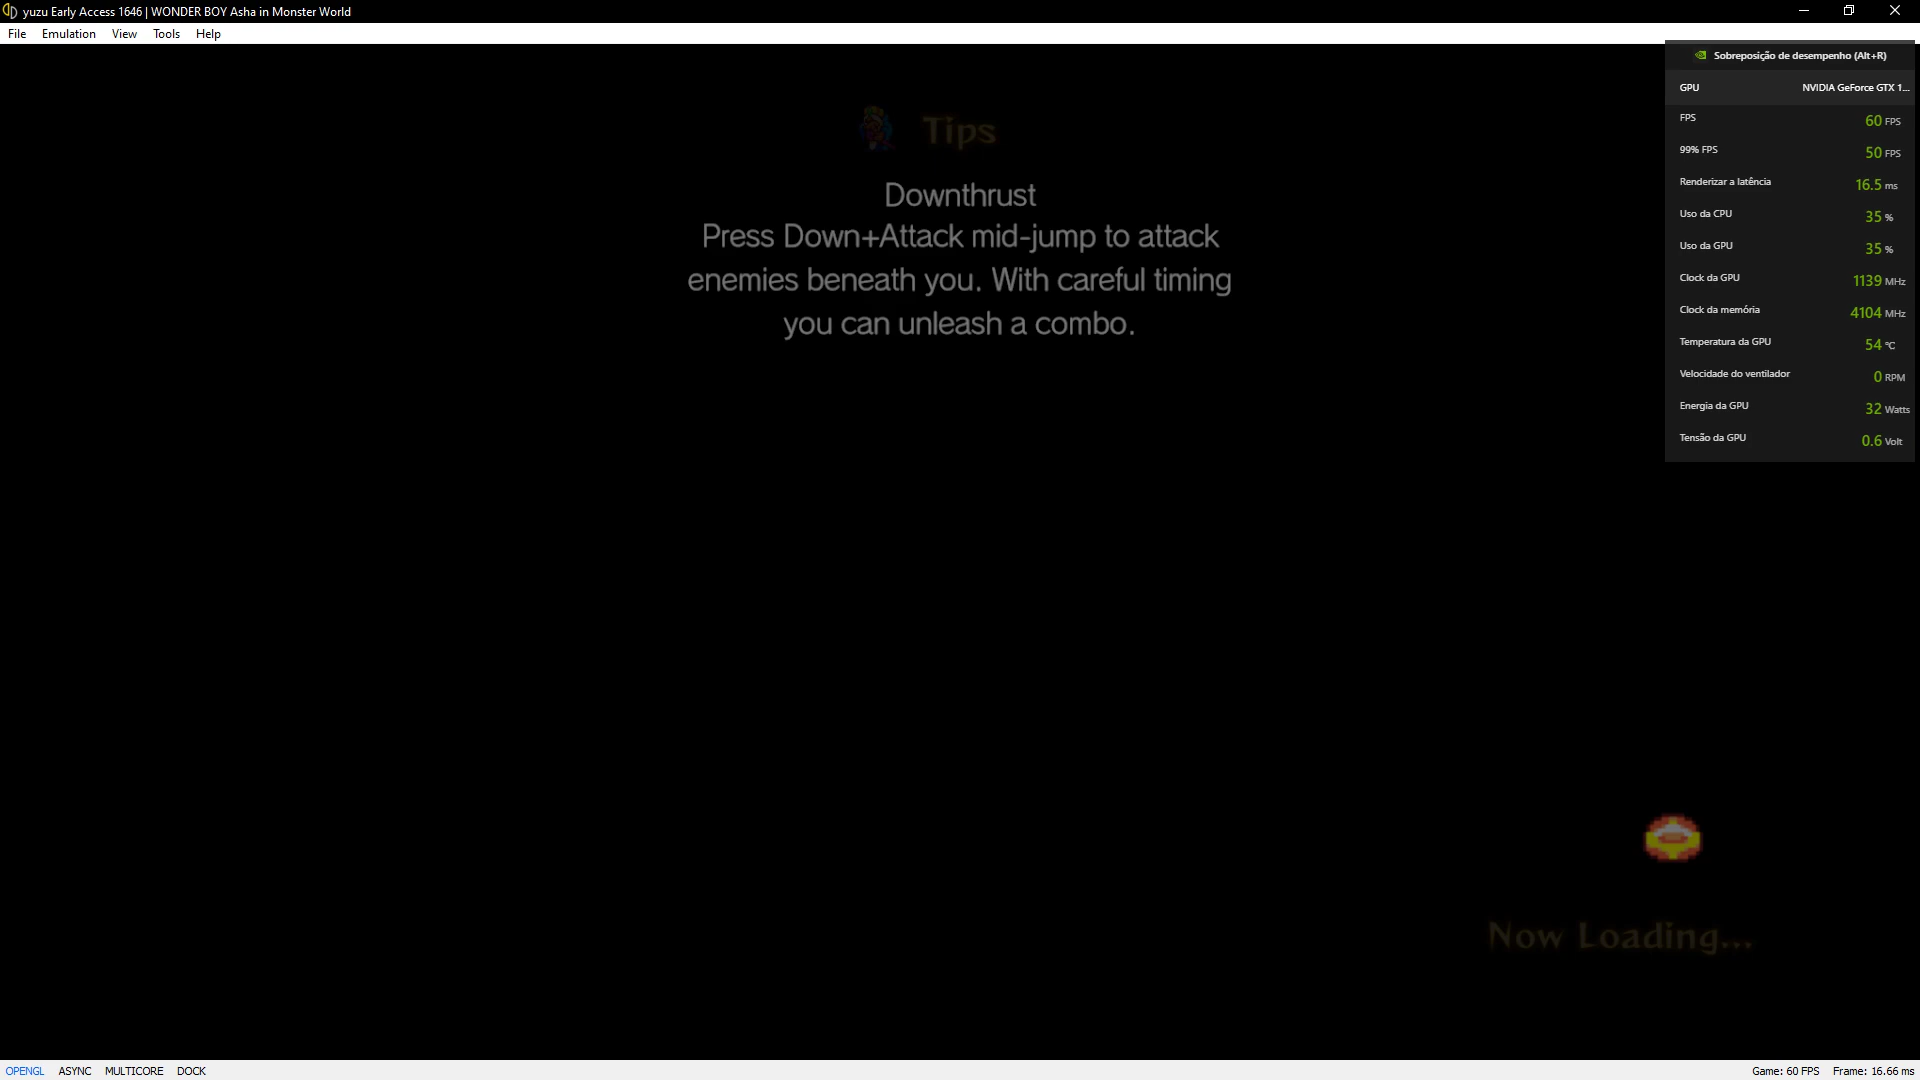 yuzu Early Access 1646 | WONDER BOY Asha in Monster World
File Emulation View Tools Help
Tips
Downthrust
Press Down+Attack mid-jump to attack
enemies beneath you. With careful timing
you can unleash a combo.
Sobreposição de desempenho (Alt+R)
GPU NVIDIA GeForce GTX 1...
FPS 60 FPS
99% FPS 50 FPS
Renderizar a latência 16.5 ms
Uso da CPU 35 %
Uso da GPU 35 %
Clock da GPU 1139 MHz
Clock da memória 4104 MHz
Temperatura da GPU 54 °C
Velocidade do ventilador 0 RPM
Energia da GPU 32 Watts
Tensão da GPU 0.6 Volt
Now Loading...
OPENGL ASYNC MULTICORE DOCK Game: 60 FPS Frame: 16.66 ms